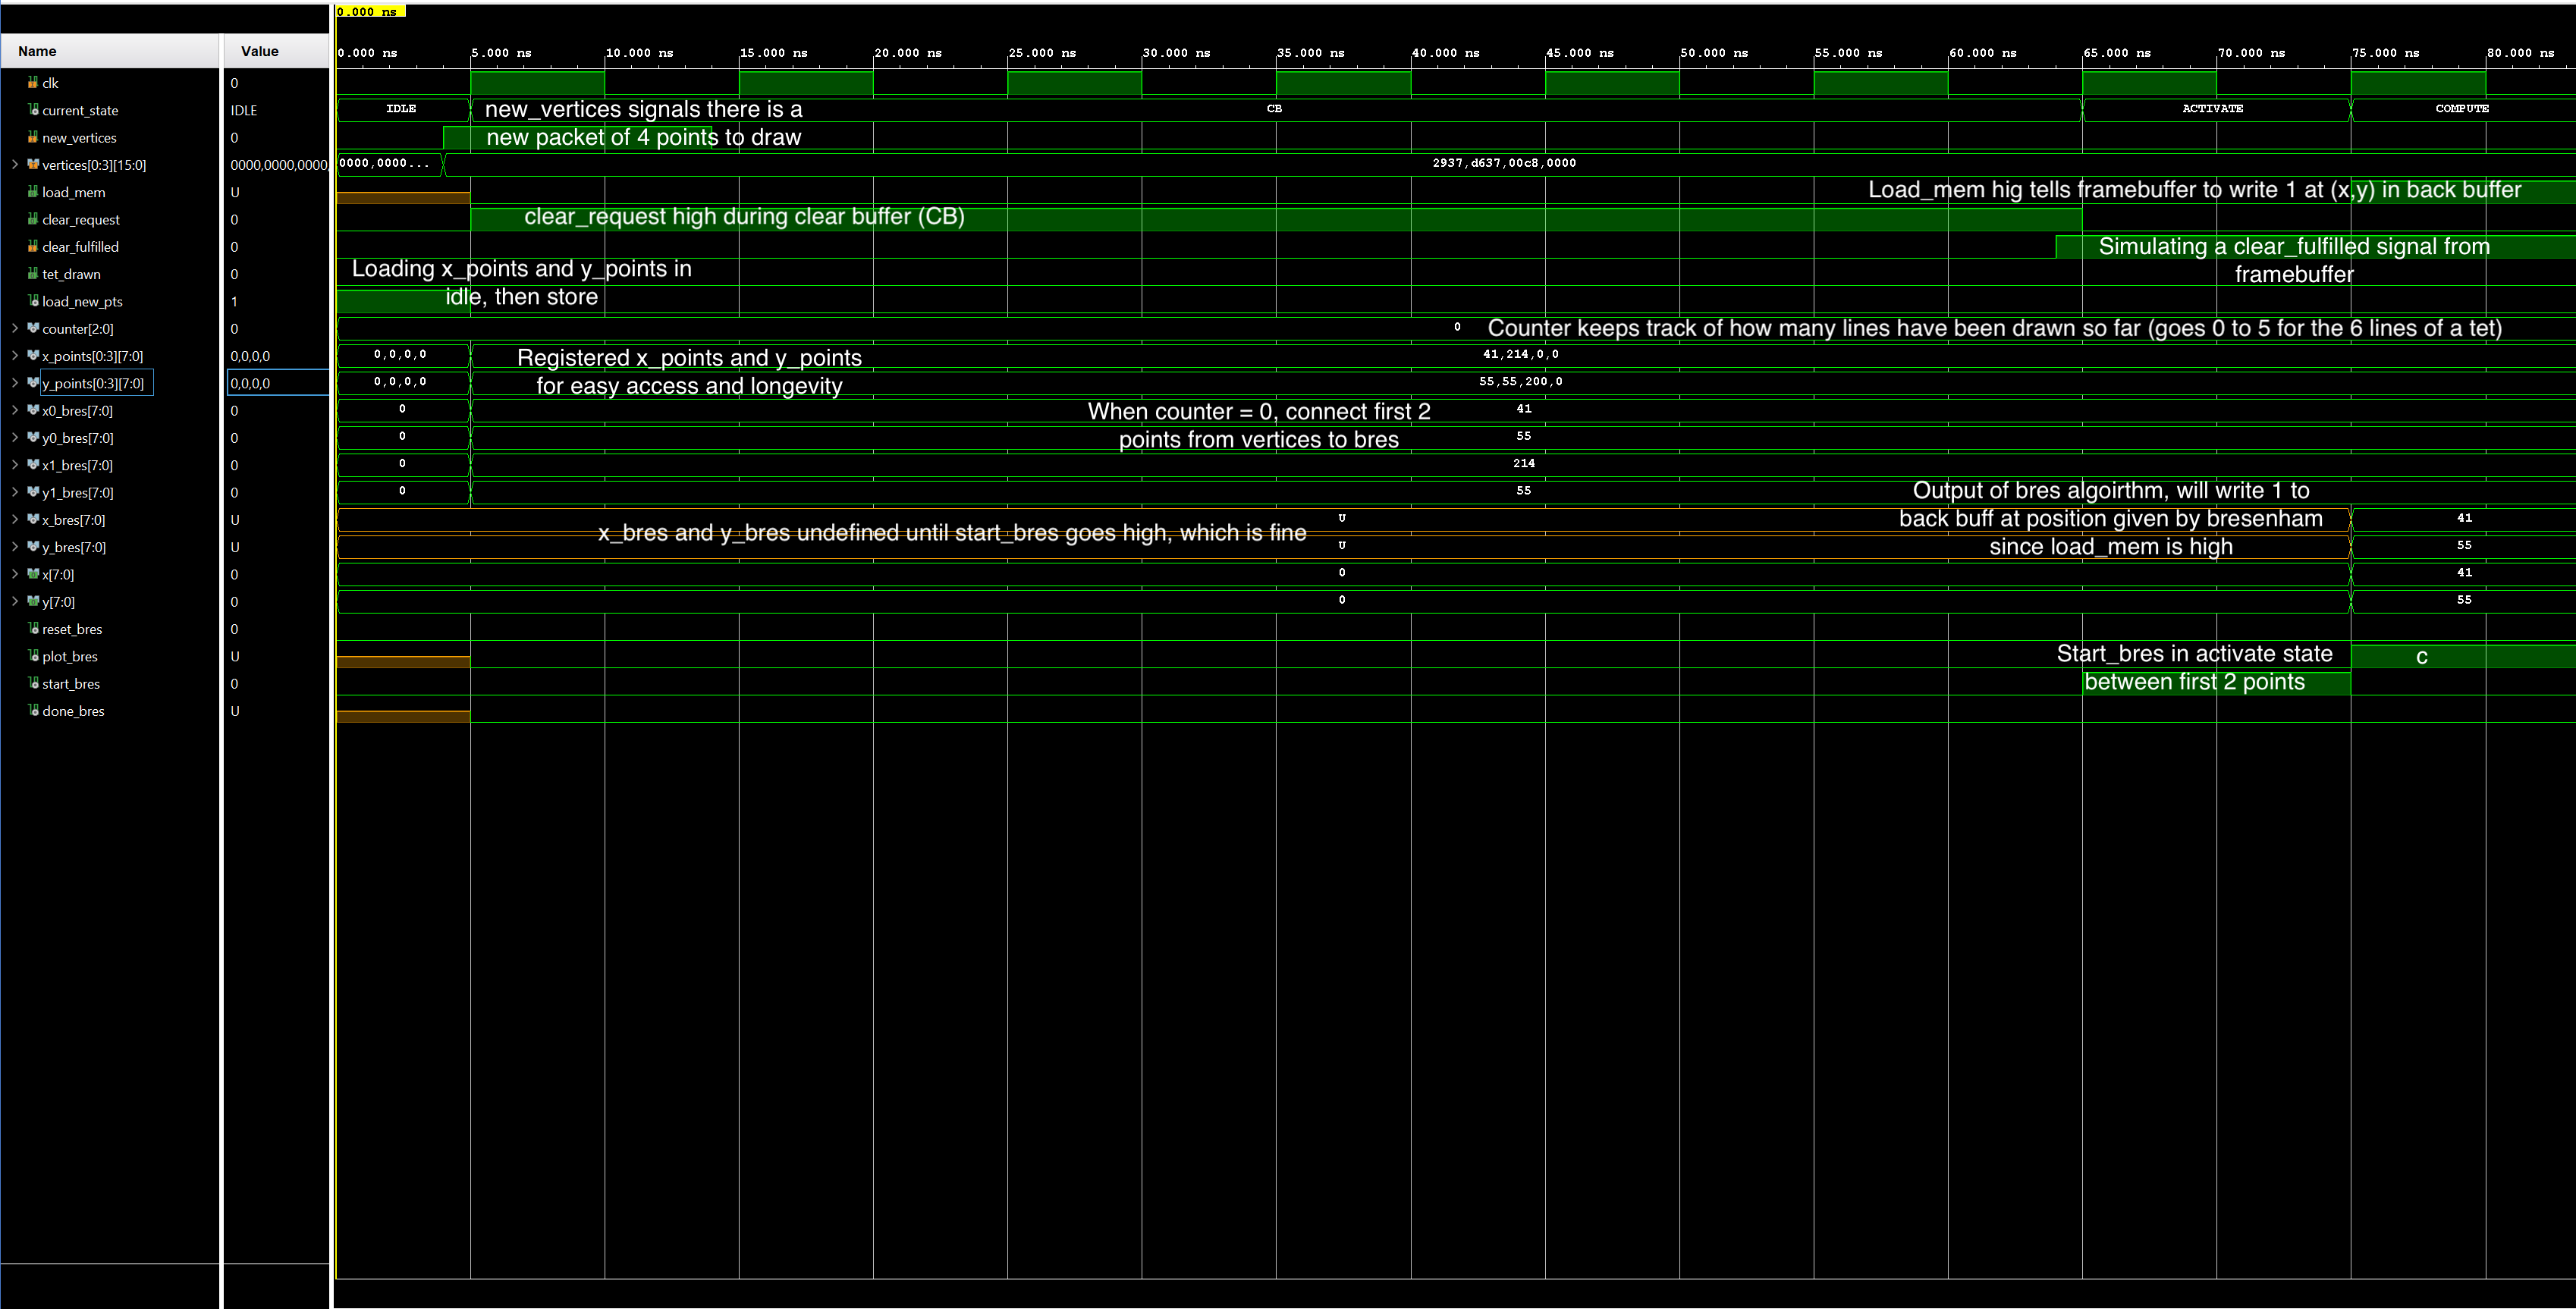 0.000 ns
Name Value
0.000 ns 5.000 ns 10.000 ns 15.000 ns 20.000 ns 25.000 ns 30.000 ns 35.000 ns 40.000 ns 45.000 ns 50.000 ns 55.000 ns 60.000 ns 65.000 ns 70.000 ns 75.000 ns 80.000 ns
clk 0
current_state IDLE IDLE new_vertices signals there is a CB ACTIVATE COMPUTE
new_vertices 0 new packet of 4 points to draw
vertices[0:3][15:0] 0000,0000,0000, 0000,0000... 2937,d637,00c8,0000
load_mem U Load_mem hig tells framebuffer to write 1 at (x,y) in back buffer
clear_request 0 clear_request high during clear buffer (CB)
clear_fulfilled 0 Simulating a clear_fulfilled signal from
tet_drawn 0 Loading x_points and y_points in framebuffer
load_new_pts 1 idle, then store
counter[2:0] 0 0 Counter keeps track of how many lines have been drawn so far (goes 0 to 5 for the 6 lines of a tet)
x_points[0:3][7:0] 0,0,0,0 0,0,0,0 Registered x_points and y_points 41,214,0,0
y_points[0:3][7:0] 0,0,0,0 0,0,0,0 for easy access and longevity 55,55,200,0
x0_bres[7:0] 0 0 When counter = 0, connect first 2 41
y0_bres[7:0] 0 0 points from vertices to bres 55
x1_bres[7:0] 0 0 214
y1_bres[7:0] 0 0 55 Output of bres algoirthm, will write 1 to
x_bres[7:0] U U back buff at position given by bresenham 41
x_bres and y_bres undefined until start_bres goes high, which is fine
y_bres[7:0] U U since load_mem is high 55
x[7:0] 0 0 41
y[7:0] 0 0 55
reset_bres 0
plot_bres U Start_bres in activate state c
start_bres 0 between first 2 points
done_bres U